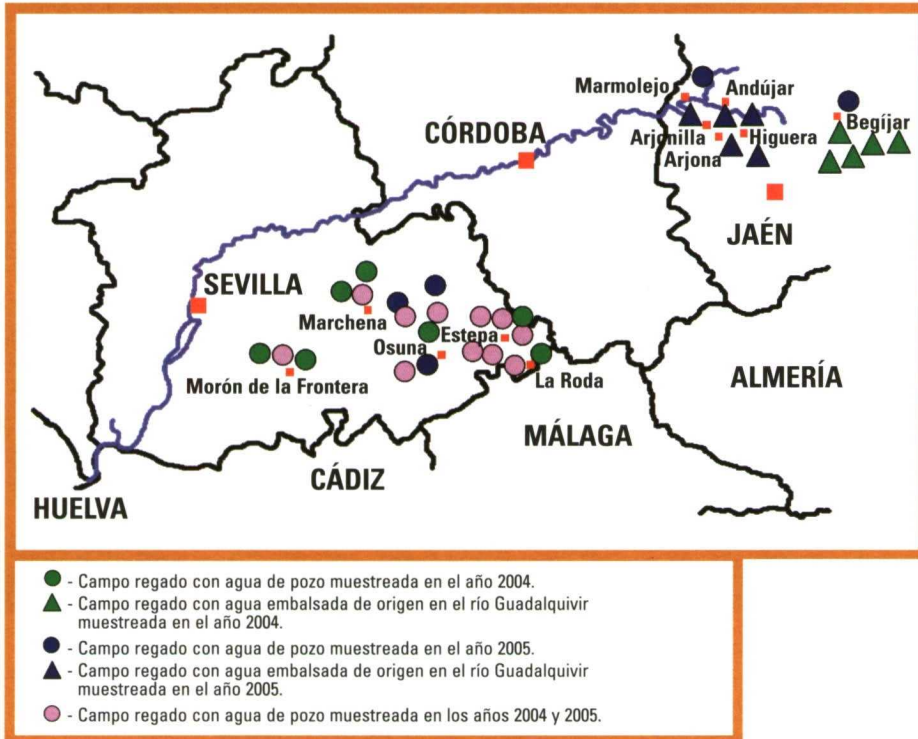 Marmolejo
Andújar
CÓRDOBA
Begíjar
Arjonilla
Higuera
Arjona
JAÉN
SEVILLA
Marchena
Estepa
Osuna
La Roda
Morón de la Frontera
ALMERÍA
MÁLAGA
CÁDIZ
HUELVA
- Campo regado con agua de pozo muestreada en el año 2004.
- Campo regado con agua embalsada de origen en el río Guadalquivir
muestreada en el año 2004.
- Campo regado con agua de pozo muestreada en el año 2005.
- Campo regado con agua embalsada de origen en el río Guadalquivir
muestreada en el año 2005.
- Campo regado con agua de pozo muestreada en los años 2004 y 2005.